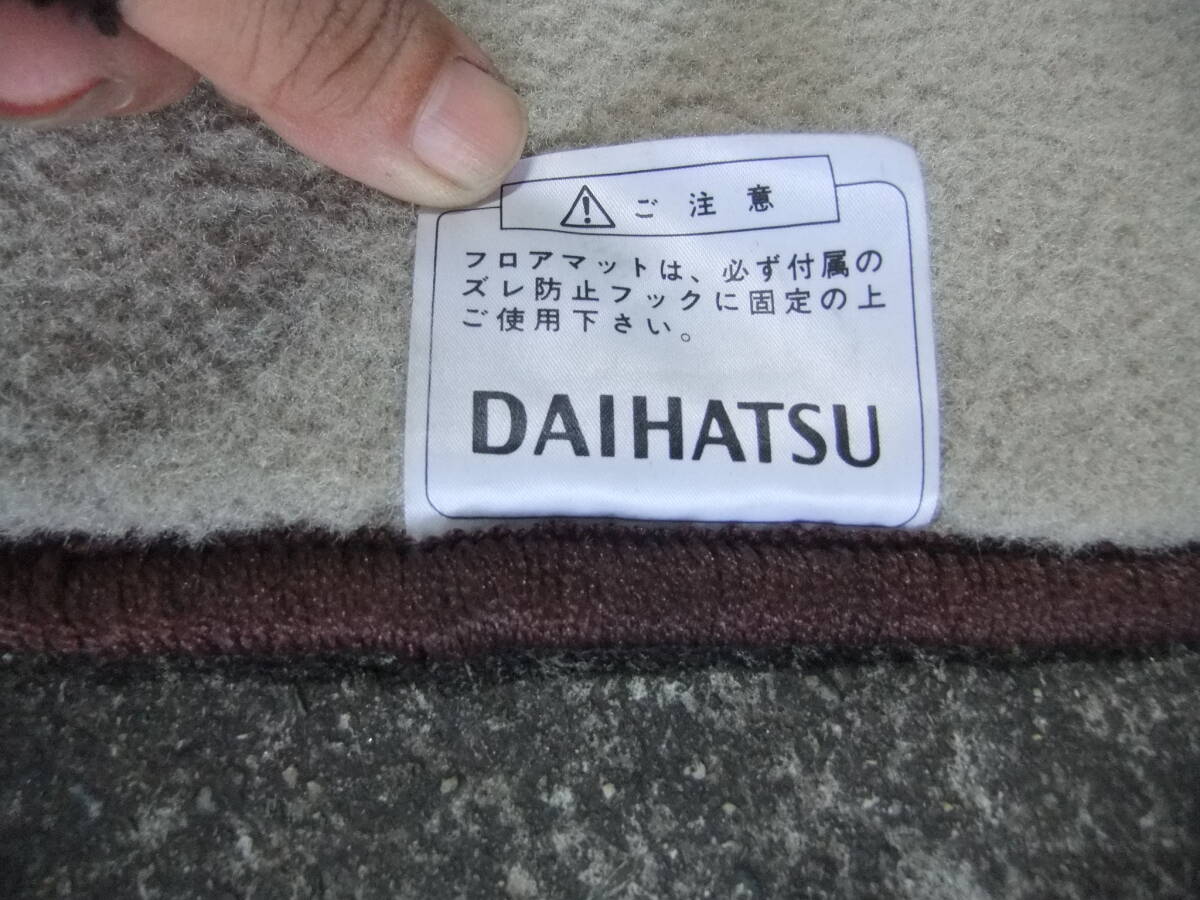 ⚠ ご注意
フロアマットは、必ず付属の
ズレ防止フックに固定の上
ご使用下さい。
DAIHATSU